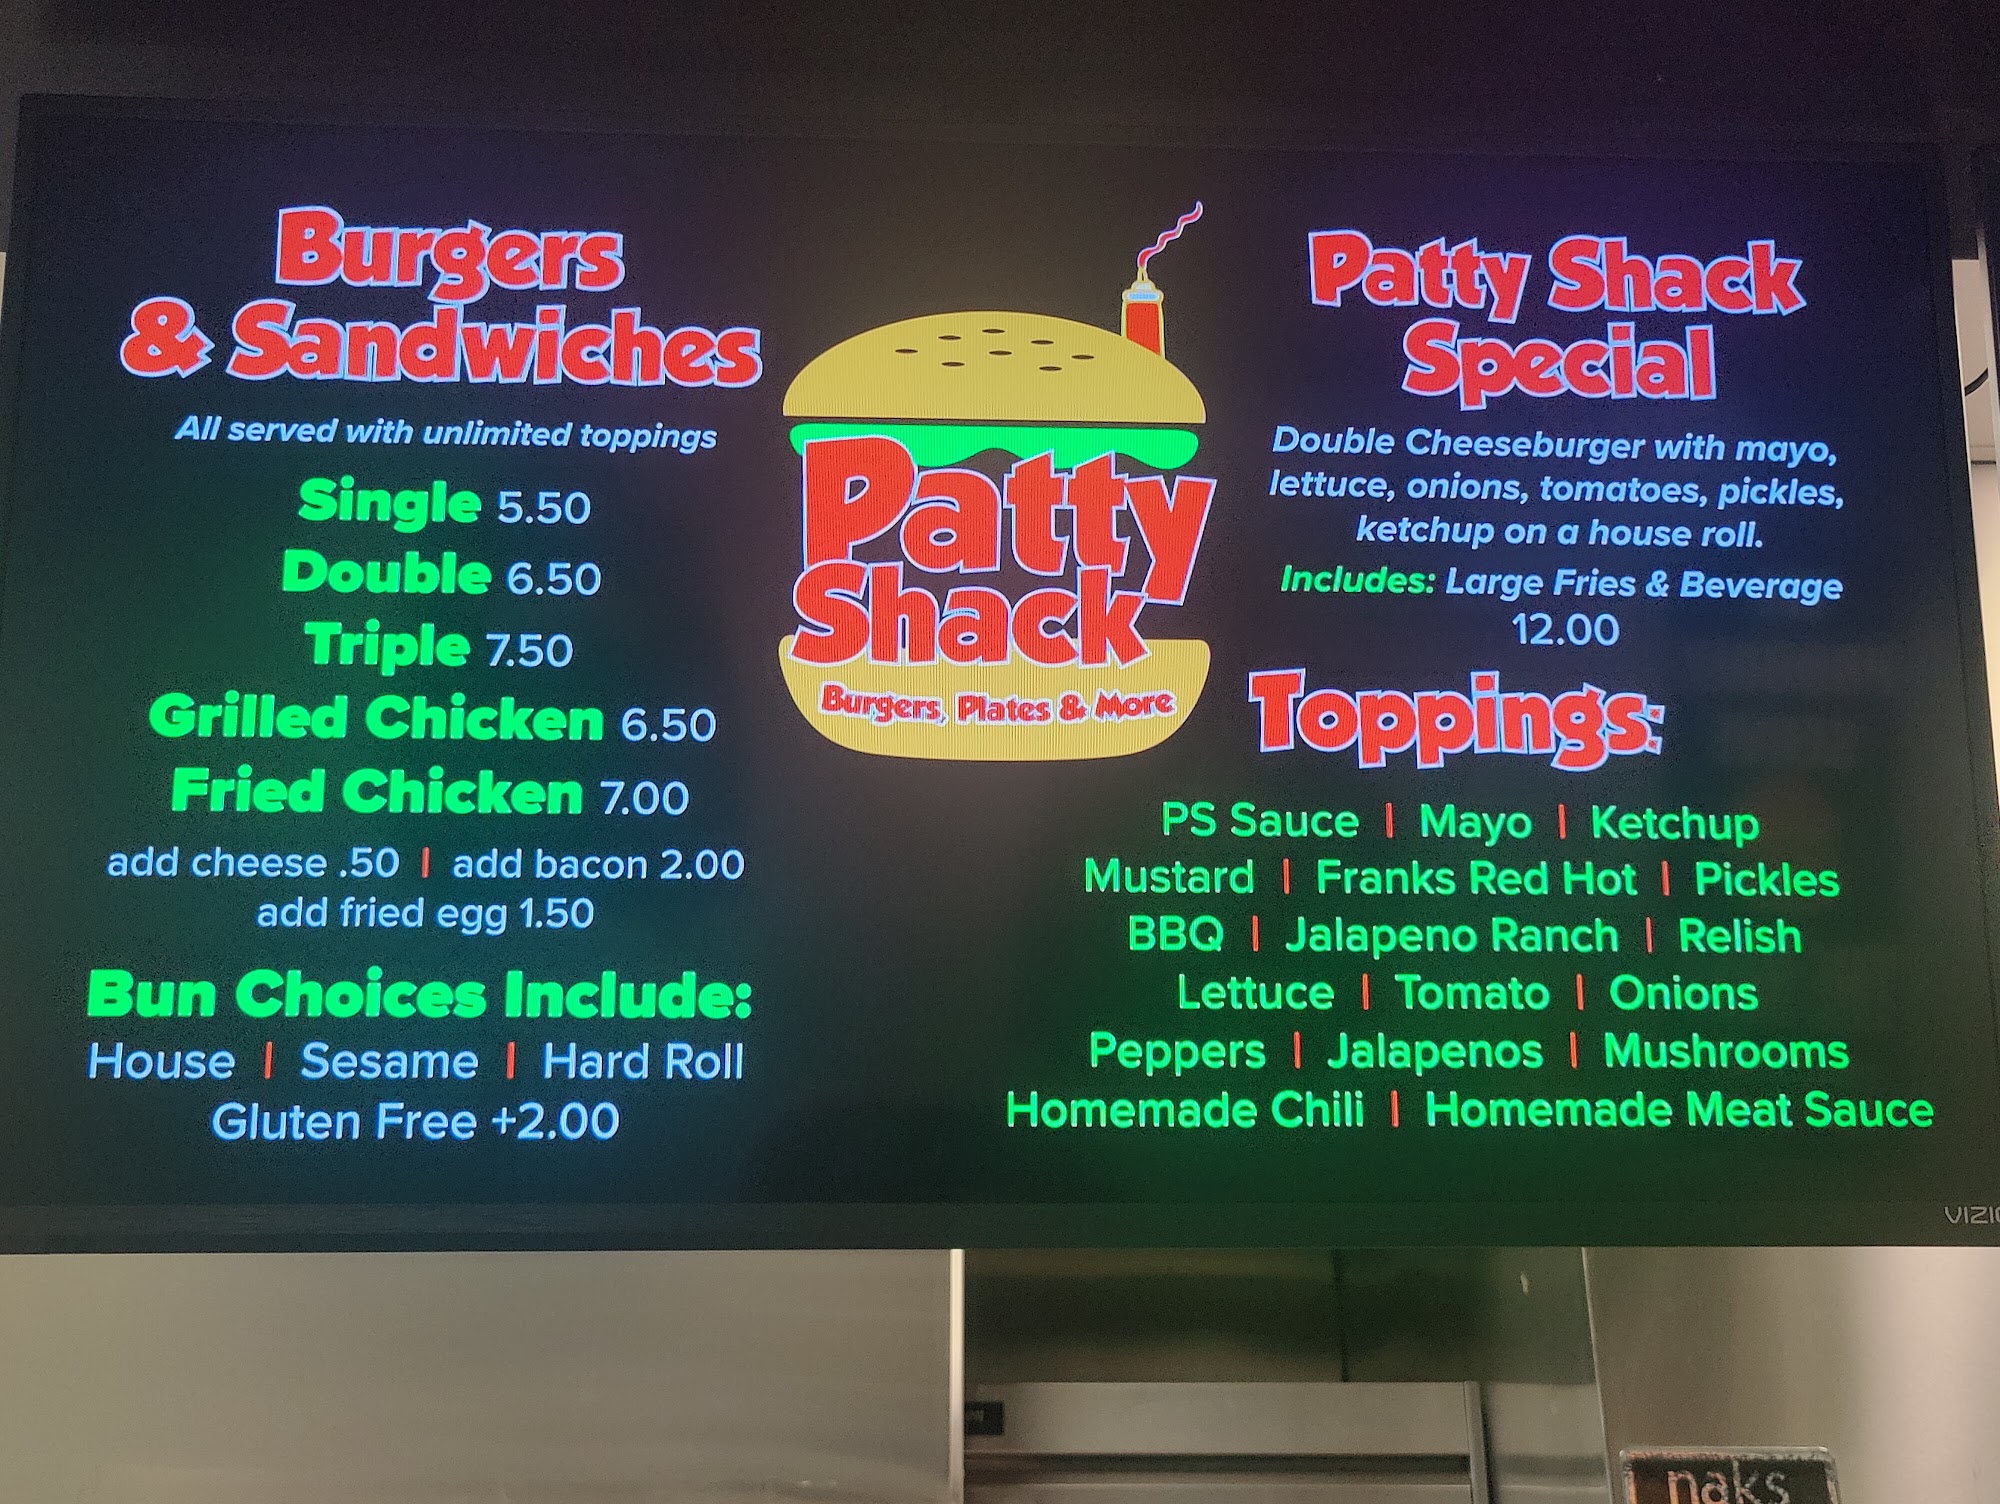 Burgers
& Sandwiches
All served with unlimited toppings
Single 5.50
Double 6.50
Triple 7.50
Grilled Chicken 6.50
Fried Chicken 7.00
add cheese .50 | add bacon 2.00
add fried egg 1.50
Bun Choices Include:
House | Sesame | Hard Roll
Gluten Free +2.00
Patty
Shack
Burgers, Plates & More
Patty Shack
Special
Double Cheeseburger with mayo,
lettuce, onions, tomatoes, pickles,
ketchup on a house roll.
Includes: Large Fries & Beverage
12.00
Toppings:
PS Sauce | Mayo | Ketchup
Mustard | Franks Red Hot | Pickles
BBQ | Jalapeno Ranch | Relish
Lettuce | Tomato | Onions
Peppers | Jalapenos | Mushrooms
Homemade Chili | Homemade Meat Sauce
VIZIO
naks